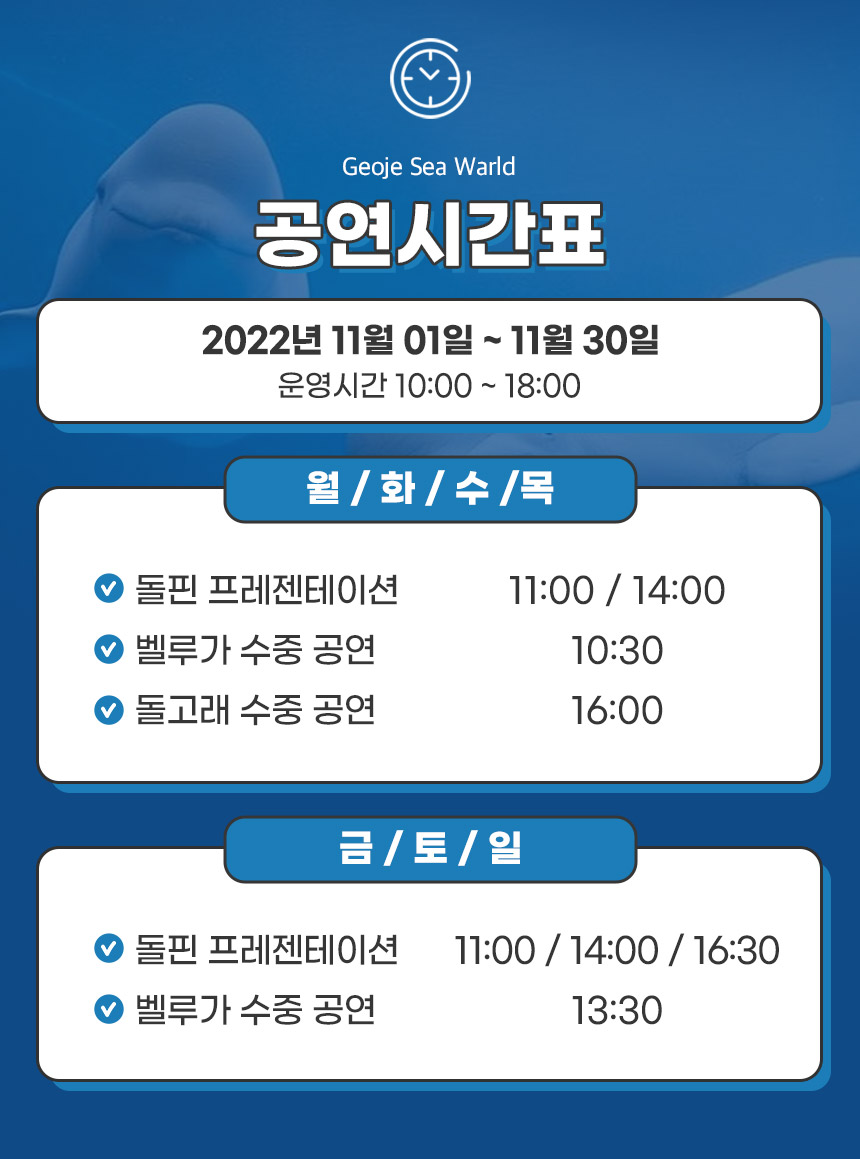 Geoje Sea Warld
공연시간표
2022년 11월 01일 ~ 11월 30일
운영시간 10:00 ~ 18:00
월 / 화 / 수 /목
돌핀 프레젠테이션 11:00 / 14:00
벨루가 수중 공연 10:30
돌고래 수중 공연 16:00
금 / 토 / 일
돌핀 프레젠테이션 11:00 / 14:00 / 16:30
벨루가 수중 공연 13:30